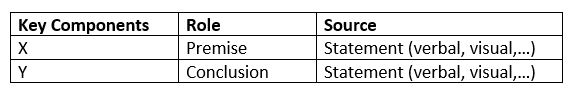 Key Components Role Source
X Premise Statement (verbal, visual,…)
Y Conclusion Statement (verbal, visual,…)